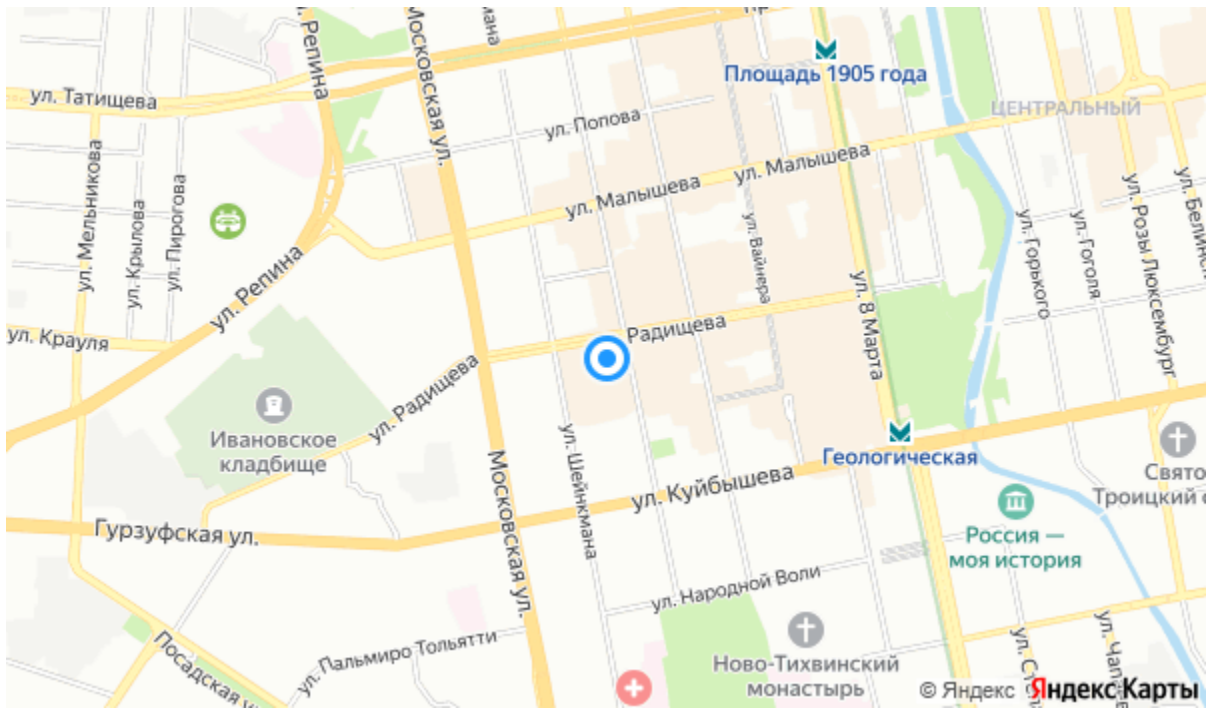 ул. Репина
Московская ул.
Площадь 1905 года
ул. Татищева
ул. Попова
ЦЕНТРАЛЬНЫЙ
ул. Малышева
ул. Малышева
ул. Мельникова
ул. Крылова
ул. Пирогова
ул. Вайнера
ул. Горького
ул. Гоголя
ул. Розы Люксембург
ул. Репина
ул. Крауля
ул. Радищева
Радищева
ул. 8 Марта
Ивановское
кладбище
ул. Шейнкмана
Московская ул.
Геологическая
ул. Куйбышева
Свято
Троицкий
Гурзуфская ул.
Россия —
моя история
ул. Народной Воли
Пальмиро Тольятти
ул.
Посадская
Ново-Тихвинский
монастырь
ул.
ул.
© Яндекс Яндекс Карты